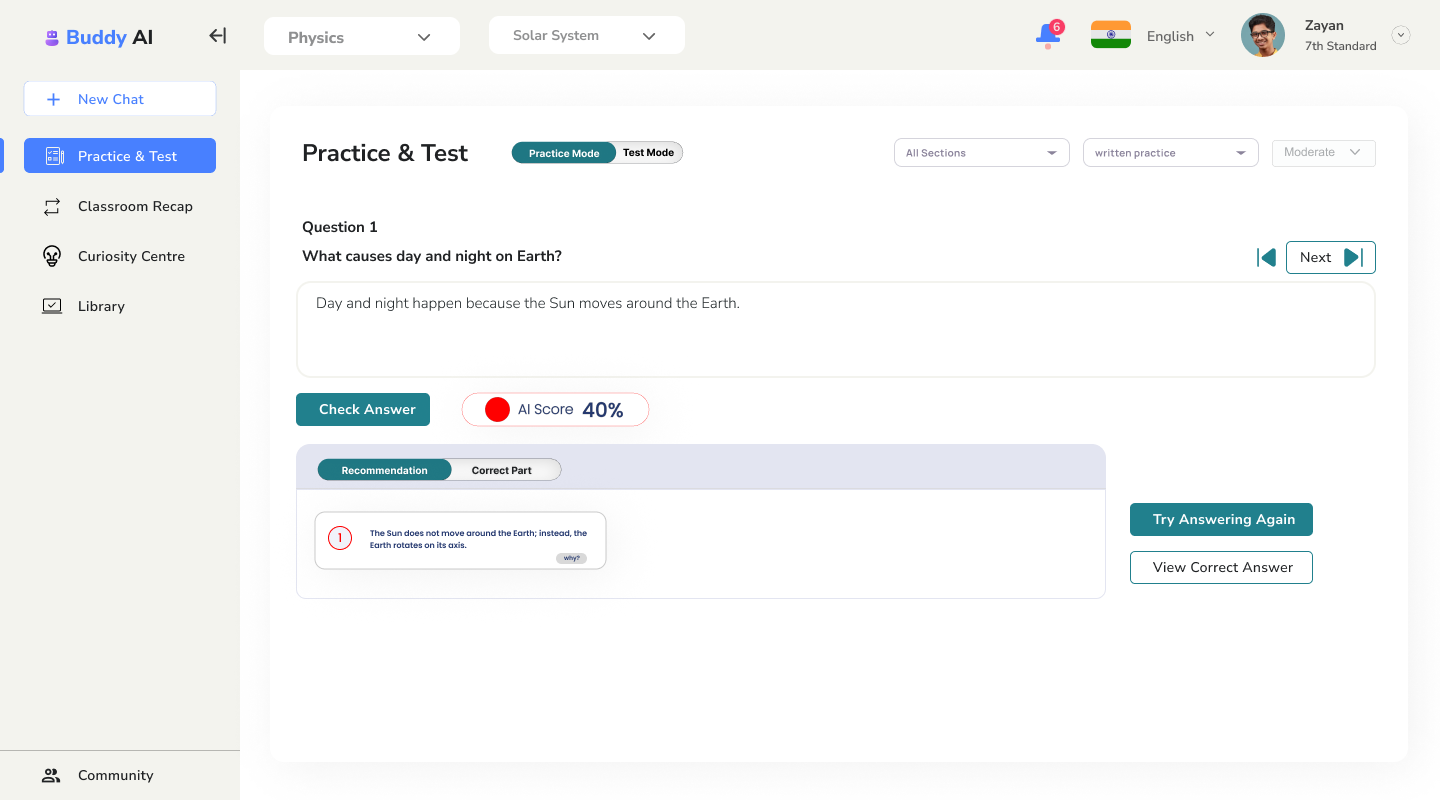 Buddy AI
Physics
Solar System
6
English
Zayan
7th Standard
New Chat
Practice & Test
Classroom Recap
Curiosity Centre
Library
Community
Practice & Test
Practice Mode
Test Mode
All Sections
written practice
Moderate
Question 1
What causes day and night on Earth?
Next
Day and night happen because the Sun moves around the Earth.
Check Answer
AI Score 40%
Recommendation
Correct Part
1
The Sun does not move around the Earth; instead, the
Earth rotates on its axis.
why?
Try Answering Again
View Correct Answer